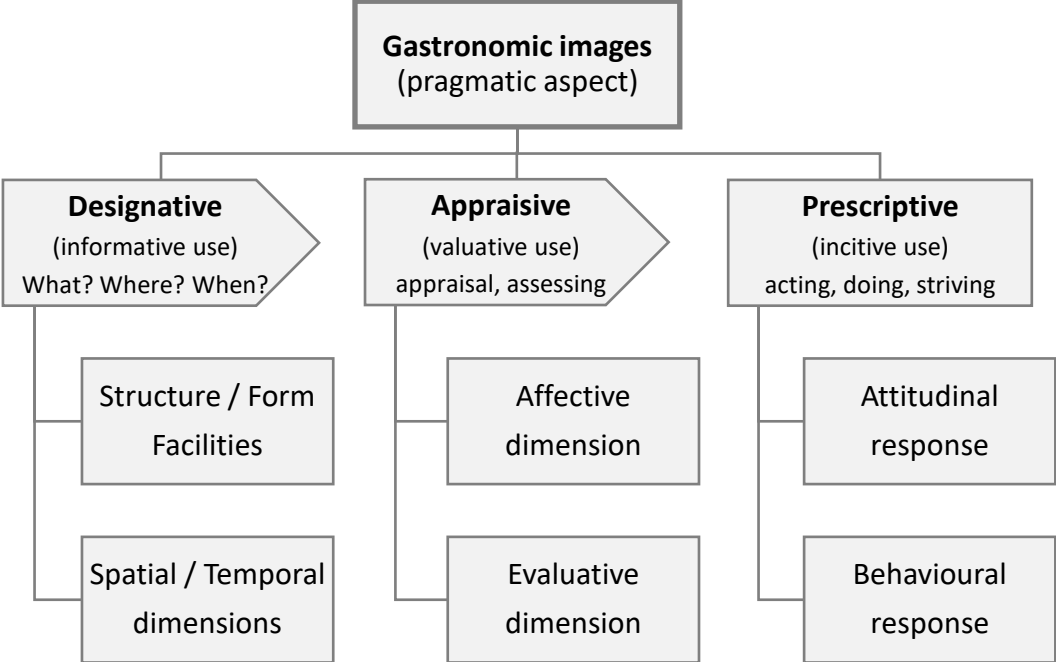 Gastronomic images
(pragmatic aspect)
Designative
(informative use)
What? Where? When?
Appraisive
(valuative use)
appraisal, assessing
Prescriptive
(incitive use)
acting, doing, striving
Structure / Form
Facilities
Affective
dimension
Attitudinal
response
Spatial / Temporal
dimensions
Evaluative
dimension
Behavioural
response